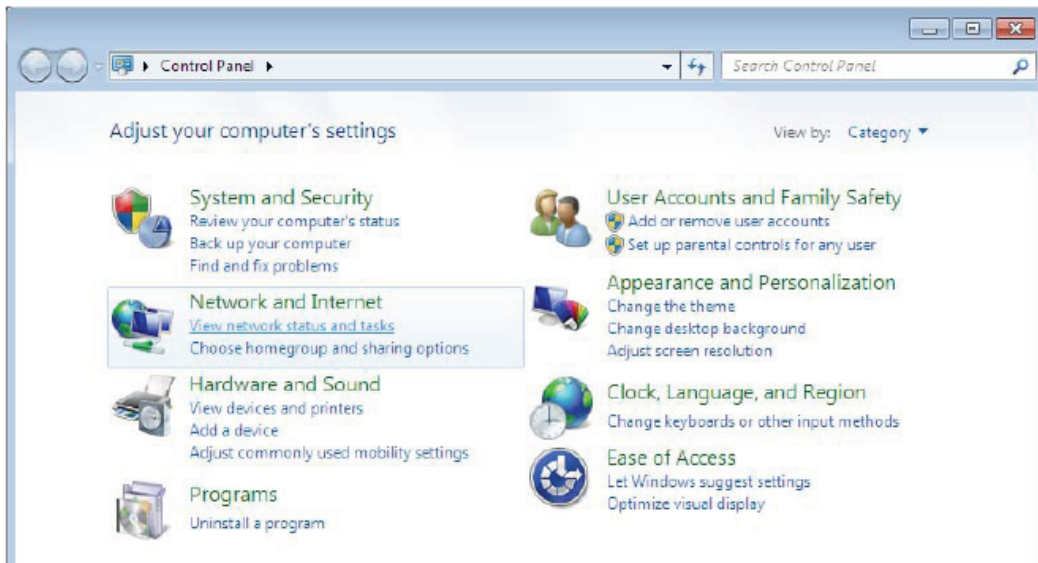 Control Panel
Search Control Panel
Adjust your computer's settings
View by: Category
System and Security
Review your computer's status
Back up your computer
Find and fix problems
Network and Internet
View network status and tasks
Choose homegroup and sharing options
Hardware and Sound
View devices and printers
Add a device
Adjust commonly used mobility settings
Programs
Uninstall a program
User Accounts and Family Safety
Add or remove user accounts
Set up parental controls for any user
Appearance and Personalization
Change the theme
Change desktop background
Adjust screen resolution
Clock, Language, and Region
Change keyboards or other input methods
Ease of Access
Let Windows suggest settings
Optimize visual display